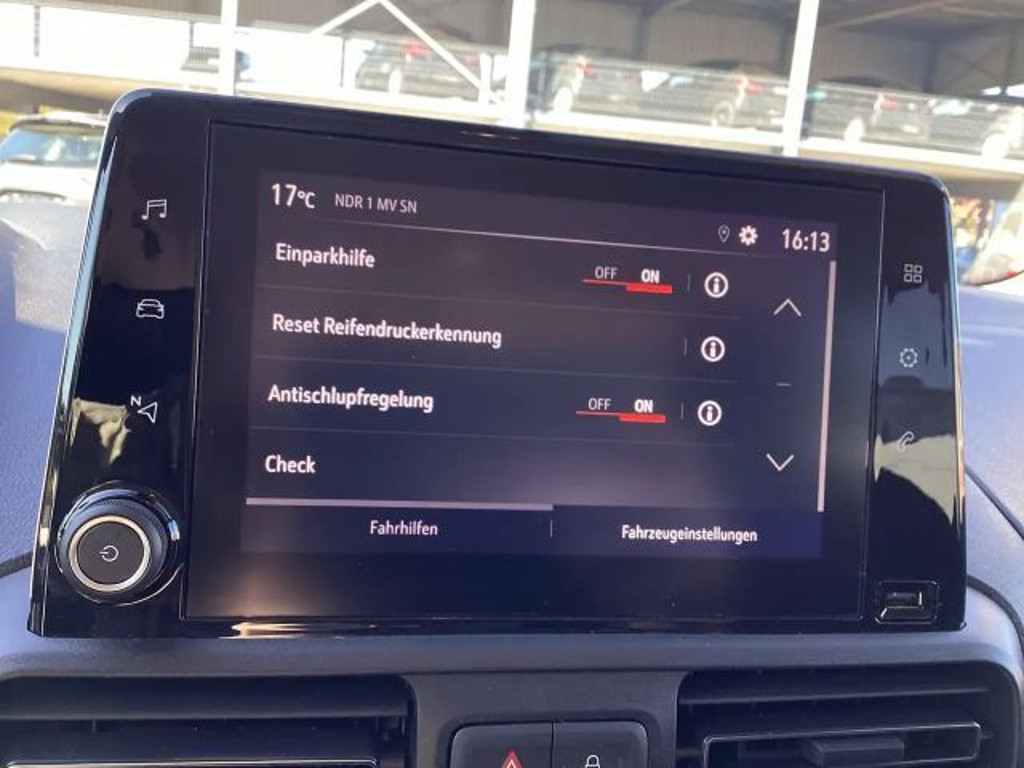 17°C NDR 1 MV SN 16:13
Einparkhilfe OFF ON
Reset Reifendruckerkennung
Antischlupfregelung OFF ON
Check
Fahrhilfen Fahrzeugeinstellungen
N